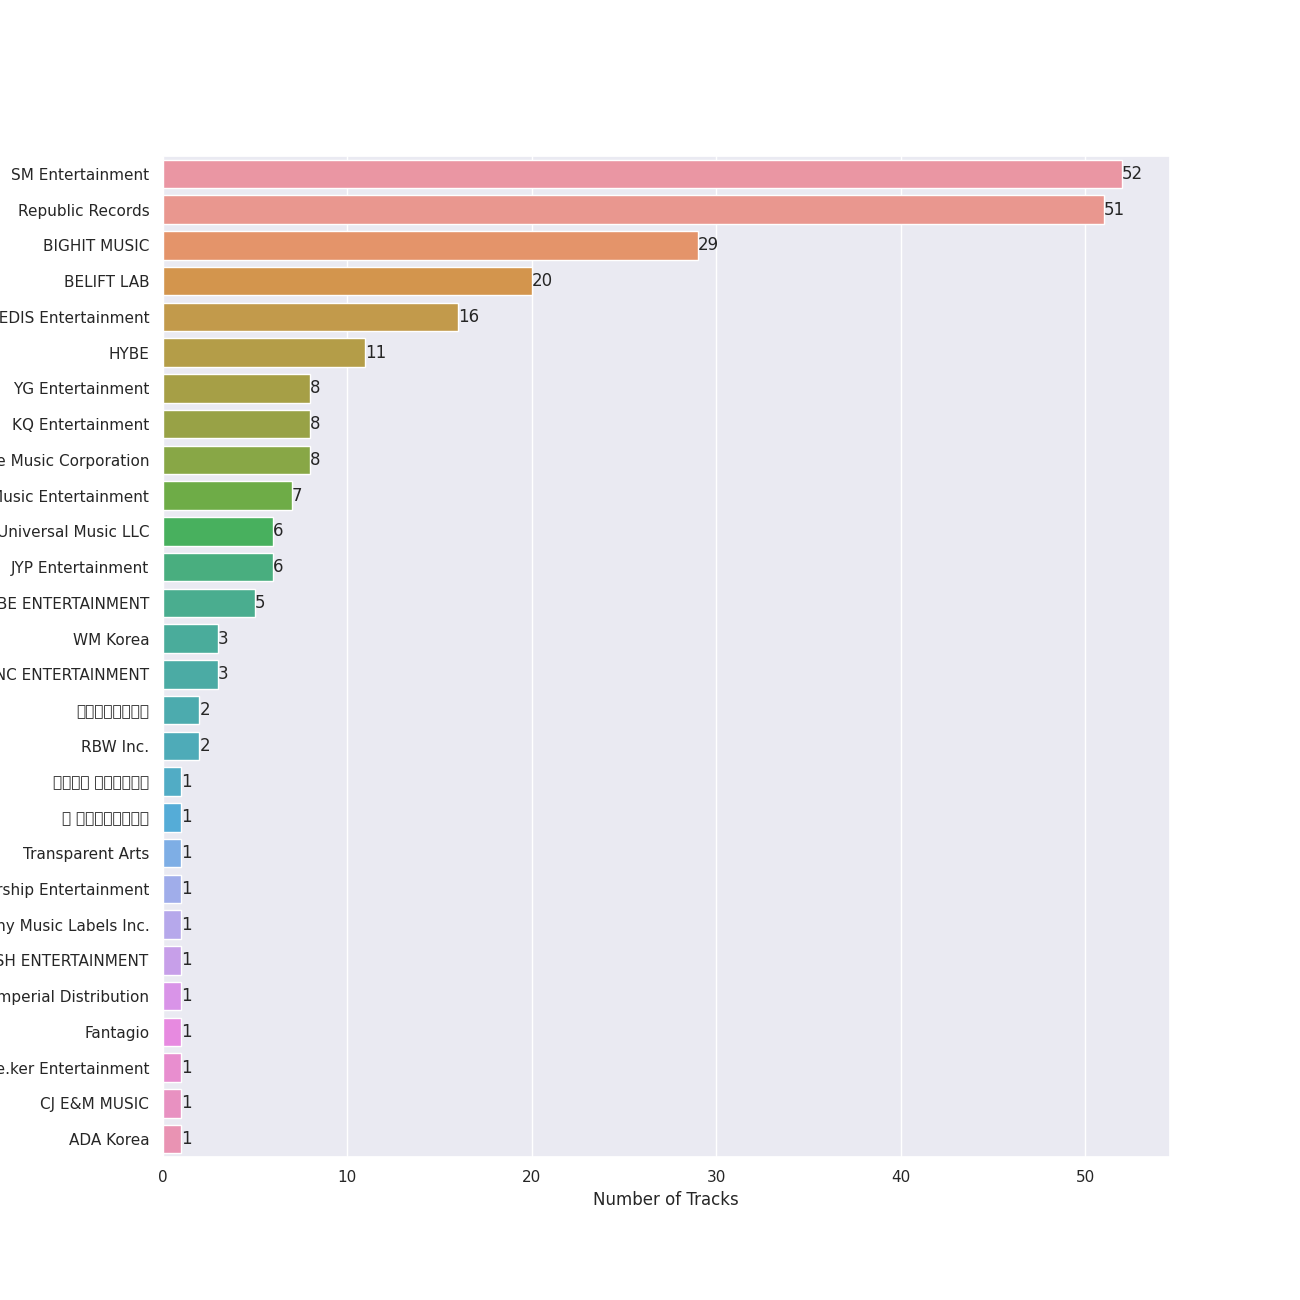 SM Entertainment
52
Republic Records
51
BIGHIT MUSIC
29
BELIFT LAB
20
EDIS Entertainment
16
HYBE
11
YG Entertainment
8
KQ Entertainment
8
Music Corporation
8
Entertainment
7
Universal Music LLC
6
JYP Entertainment
6
ENTERTAINMENT
5
WM Korea
3
NC ENTERTAINMENT
3
2
RBW Inc.
2
1
1
Transparent Arts
1
rship Entertainment
1
Music Labels Inc.
1
SH ENTERTAINMENT
1
mperial Distribution
1
Fantagio
1
e.ker Entertainment
1
CJ E&M MUSIC
1
ADA Korea
1
0 10 20 30 40 50
Number of Tracks